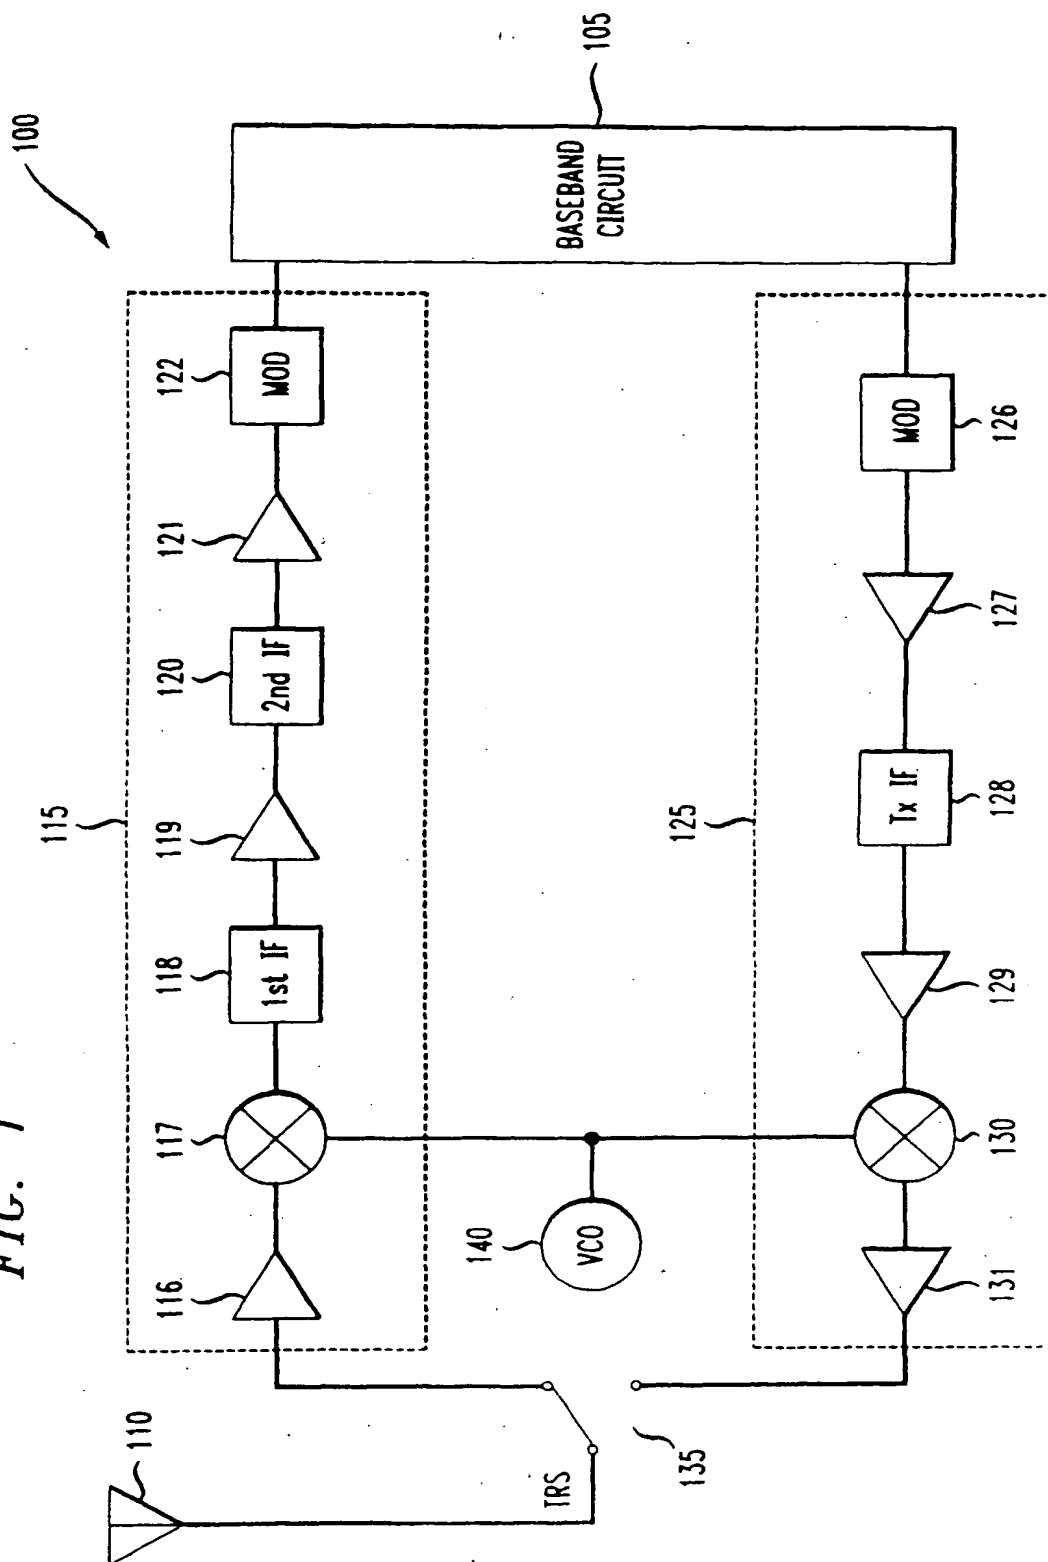 FIG. 1
100
115
116
117
118
119
120
121
122
1st IF
2nd IF
MOD
110
TRS
135
140
VCO
BASEBAND
CIRCUIT
105
125
131
130
129
128
127
126
Tx IF
MOD